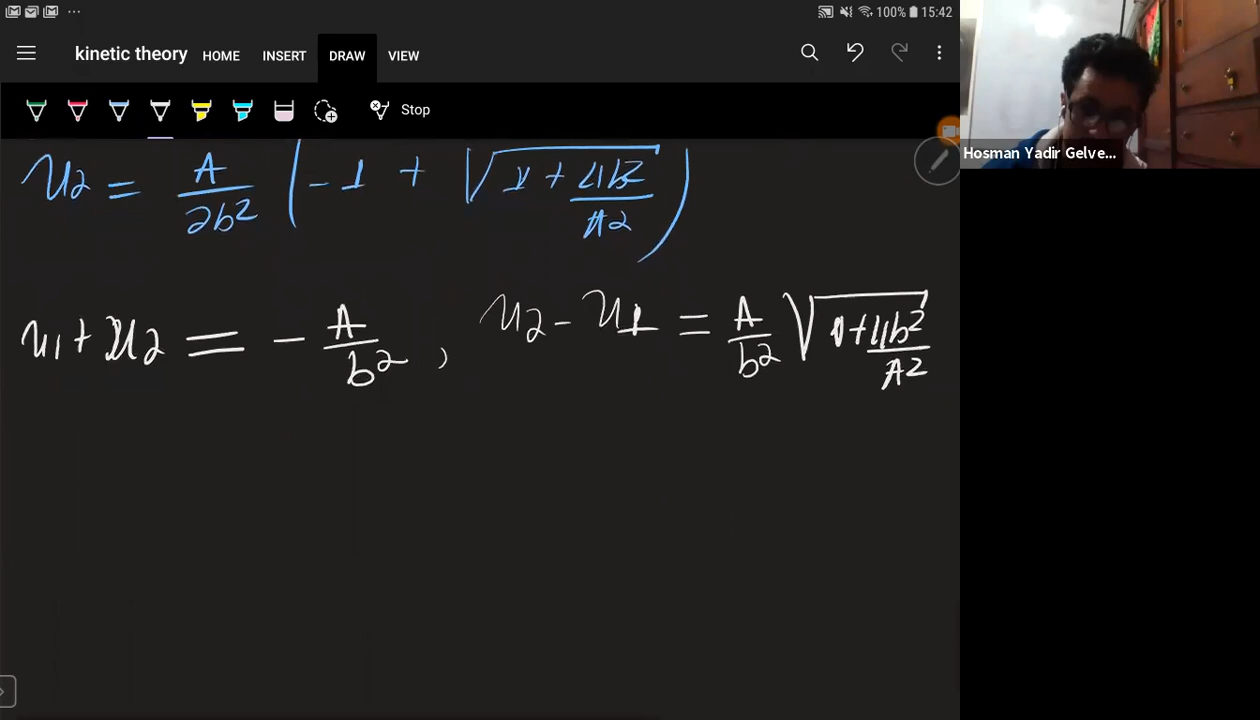 ··· 100% 15:42
kinetic theory HOME INSERT DRAW VIEW
Stop
Hosman Yadir Gelve...
u2 = A/2b² ( -1 + √(1 + 4b²/A2) )
u1 + u2 = - A/b² , u2 - u1 = A/b² √(1 + 4b²/A²)